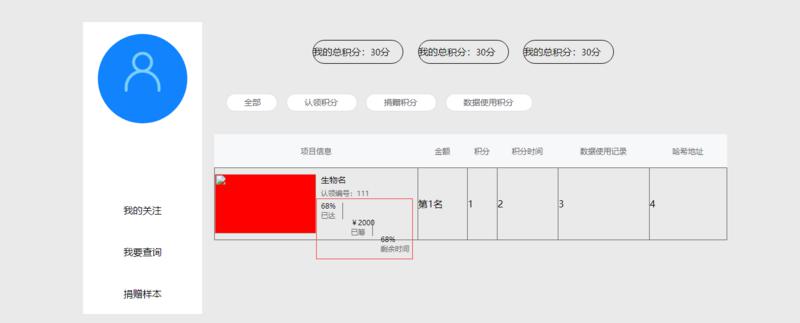 我的总积分：30分 我的总积分：30分 我的总积分：30分
全部 认领积分 捐赠积分 数据使用积分
项目信息 金额 积分 积分时间 数据使用记录 哈希地址
生物名
认领编号：111
68%
已达
￥2000
已筹
68%
剩余时间
第1名 1 2 3 4
我的关注
我要查询
捐赠样本